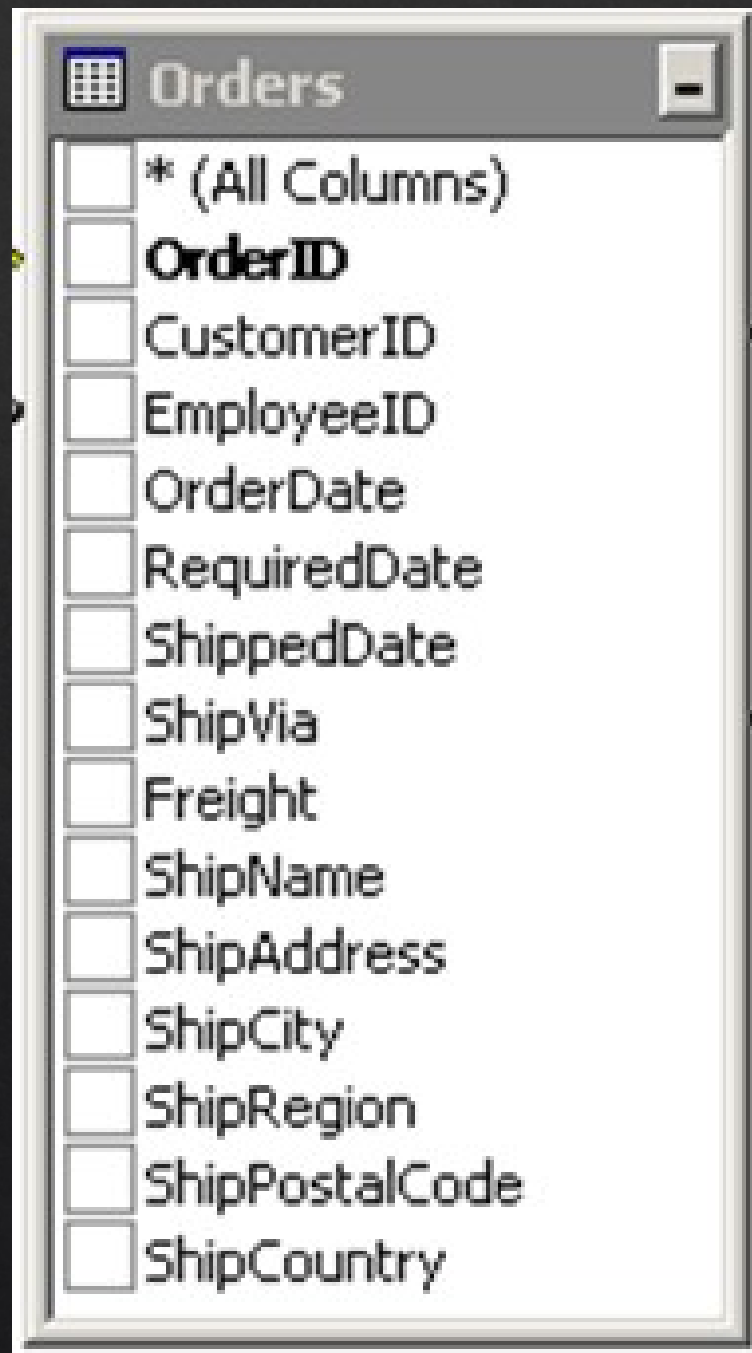 Orders
* (All Columns)
OrderID
CustomerID
EmployeeID
OrderDate
RequiredDate
ShippedDate
ShipVia
Freight
ShipName
ShipAddress
ShipCity
ShipRegion
ShipPostalCode
ShipCountry